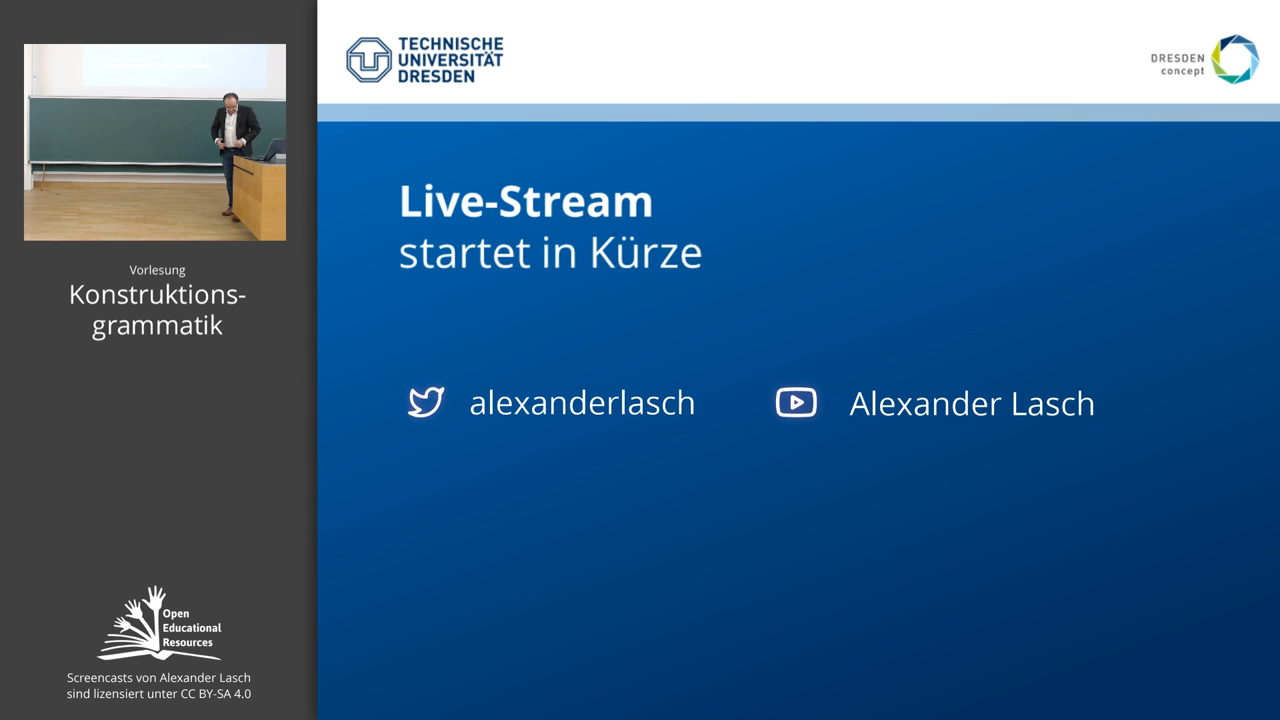 Vorlesung
Konstruktions-
grammatik
Open
Educational
Resources
Screencasts von Alexander Lasch
sind lizensiert unter CC BY-SA 4.0
TECHNISCHE
UNIVERSITÄT
DRESDEN
DRESDEN
concept
Live-Stream
startet in Kürze
alexanderlasch
Alexander Lasch